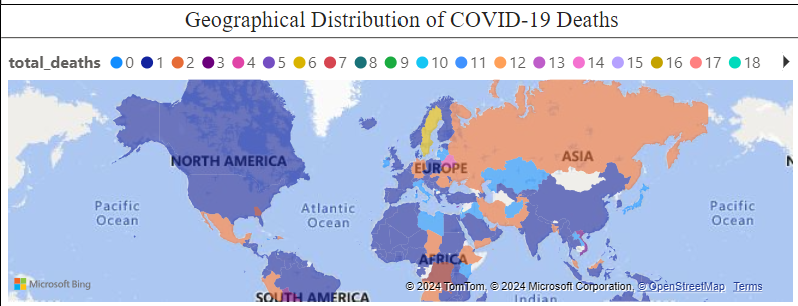 Geographical Distribution of COVID-19 Deaths
total_deaths 0 1 2 3 4 5 6 7 8 9 10 11 12 13 14 15 16 17 18
NORTH AMERICA
EUROPE
ASIA
Pacific
Ocean
Atlantic
Ocean
Pacific
Ocean
N
AFRICA
Microsoft Bing
© 2024 TomTom, © 2024 Microsoft Corporation, © OpenStreetMap Terms
SOUTH AMERICA
Indian